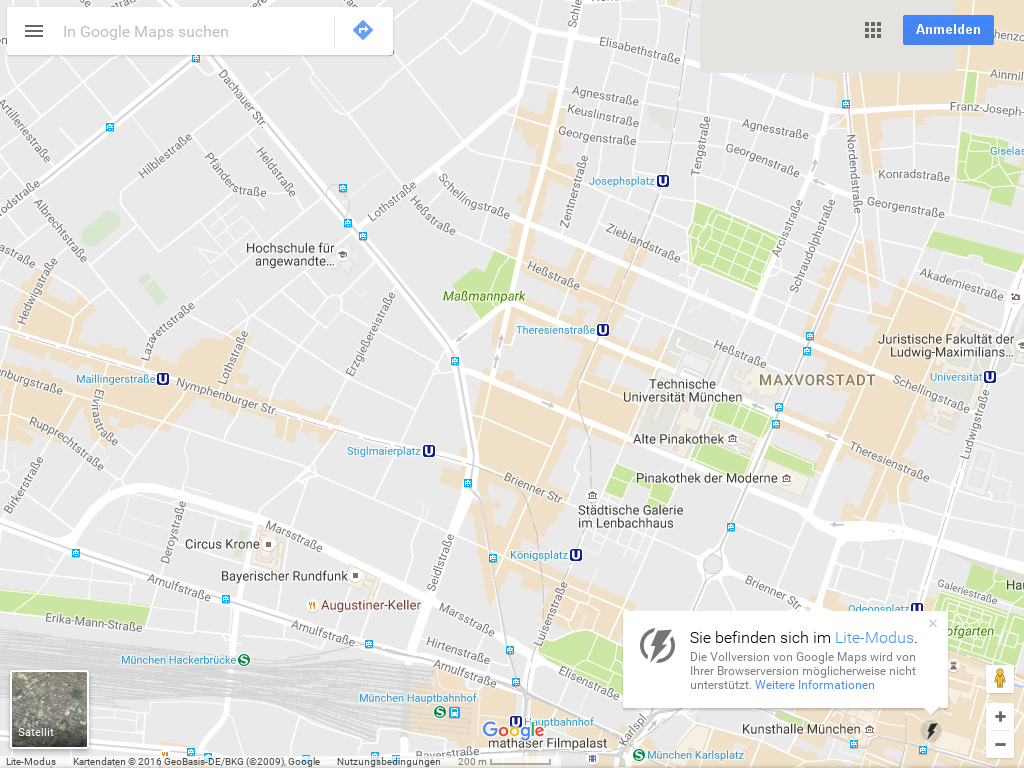 In Google Maps suchen
Anmelden
Elisabethstraße
Ainmil
Franz-Joseph-
Dachauer Str.
Agnesstraße
Keuslinstraße
Georgenstraße
Agnesstraße
Georgenstraße
Tengstraße
Nordendstraße
Giselas
Artilleriestraße
Hilblestraße
Heldstraße
Pfänderstraße
Josephsplatz
Konradstraße
Lothstraße
Schellingstraße
Heßstraße
Zentnerstraße
Georgenstraße
Albrechtstraße
Arcisstraße
Schraudolphstraße
Zieblandstraße
Hochschule für
angewandte...
Hedwigstraße
Heßstraße
Akademiestraße
Maßmannpark
Lazarettstraße
Lothstraße
Erzgießereistraße
Theresienstraße
Heßstraße
Juristische Fakultät der
Ludwig-Maximilians...
Maillingerstraße
Nymphenburger Str.
nburgstraße
Technische
Universität München
MAXVORSTADT
Universität
Schellingstraße
Ludwigstraße
Elvirastraße
Rupprechtstraße
Stiglmaierplatz
Alte Pinakothek
Theresienstraße
Birkerstraße
Brienner Str.
Pinakothek der Moderne
Städtische Galerie
im Lenbachhaus
Deroystraße
Marsstraße
Circus Krone
Seidlstraße
Königsplatz
Bayerischer Rundfunk
Arnulfstraße
Brienner Str.
Galeriestraße
Hau
Augustiner-Keller
Marsstraße
Luisenstraße
Odeonsplatz
Erika-Mann-Straße
Arnulfstraße
Hirtenstraße
ofgarten
Sie befinden sich im Lite-Modus.
Die Vollversion von Google Maps wird von
Ihrer Browserversion möglicherweise nicht
unterstützt. Weitere Informationen
München Hackerbrücke
Arnulfstraße
Elisenstraße
München Hauptbahnhof
Satellit
Hauptbahnhof
Google
mathäser Filmpalast
Karlspl.
Kunsthalle München
München Karlsplatz
Bayerstraße
Lite-Modus
Kartendaten © 2016 GeoBasis-DE/BKG (©2009), Google
Nutzungsbedingungen
200 m